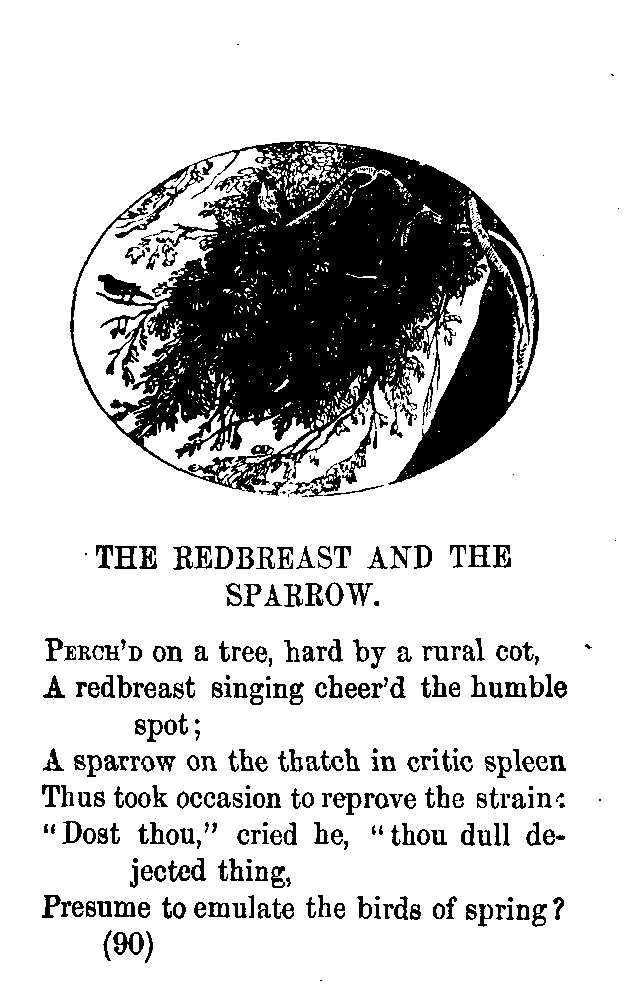 THE REDBREAST AND THE
SPARROW.
PERCH'D on a tree, hard by a rural cot,
A redbreast singing cheer'd the humble
spot;
A sparrow on the thatch in critic spleen
Thus took occasion to reprove the strain:
"Dost thou," cried he, "thou dull de-
jected thing,
Presume to emulate the birds of spring?
(90)